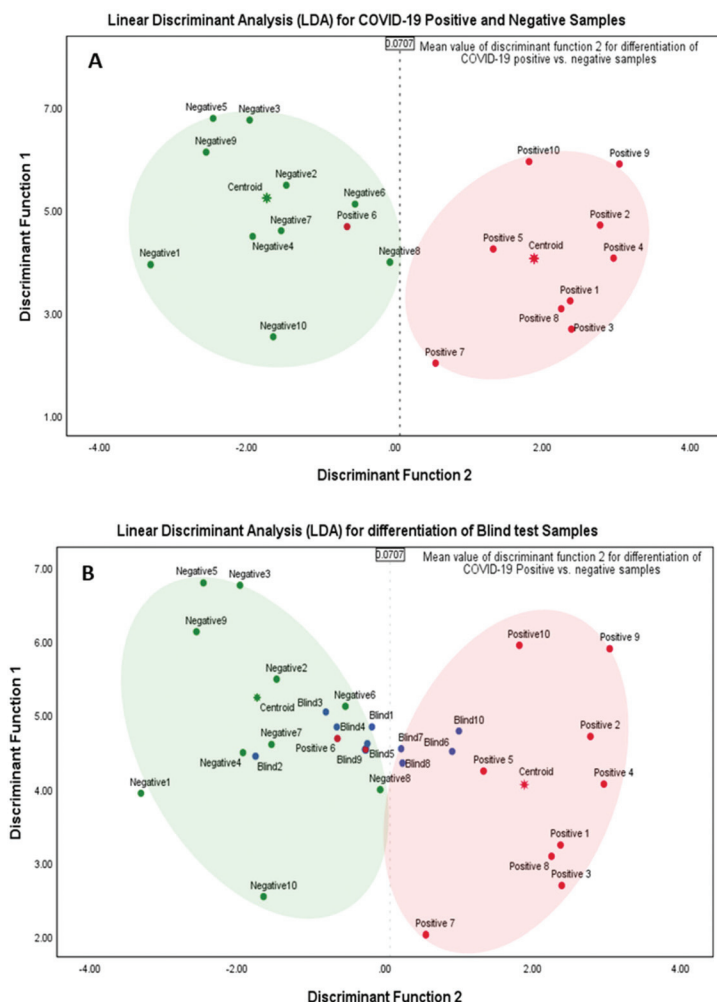 Linear Discriminant Analysis (LDA) for COVID-19 Positive and Negative Samples
A
0.0707
Mean value of discriminant function 2 for differentiation of
COVID-19 positive vs. negative samples
7.00
5.00
3.00
1.00
Discriminant Function 1
Negative5
Negative3
Negative9
Negative2
Centroid
Negative6
Negative7
Positive 6
Negative4
Negative8
Negative1
Negative10
Positive10
Positive 9
Positive 2
Positive 5
Centroid
Positive 4
Positive 1
Positive 8
Positive 3
Positive 7
-4.00
-2.00
.00
2.00
4.00
Discriminant Function 2
Linear Discriminant Analysis (LDA) for differentiation of Blind test Samples
B
0.0707
Mean value of discriminant function 2 for differentiation of
COVID-19 Positive vs. negative samples
7.00
6.00
5.00
4.00
3.00
2.00
Discriminant Function 1
Negative5
Negative3
Negative9
Negative2
Centroid
Negative6
Blind3
Blind4
Blind1
Negative7
Positive 6
Blind9
Blind5
Negative4
Blind2
Negative8
Negative1
Negative10
Blind7
Blind10
Blind6
Blind8
Positive10
Positive 9
Positive 2
Positive 5
Centroid
Positive 4
Positive 1
Positive 8
Positive 3
Positive 7
-4.00
-2.00
.00
2.00
4.00
Discriminant Function 2